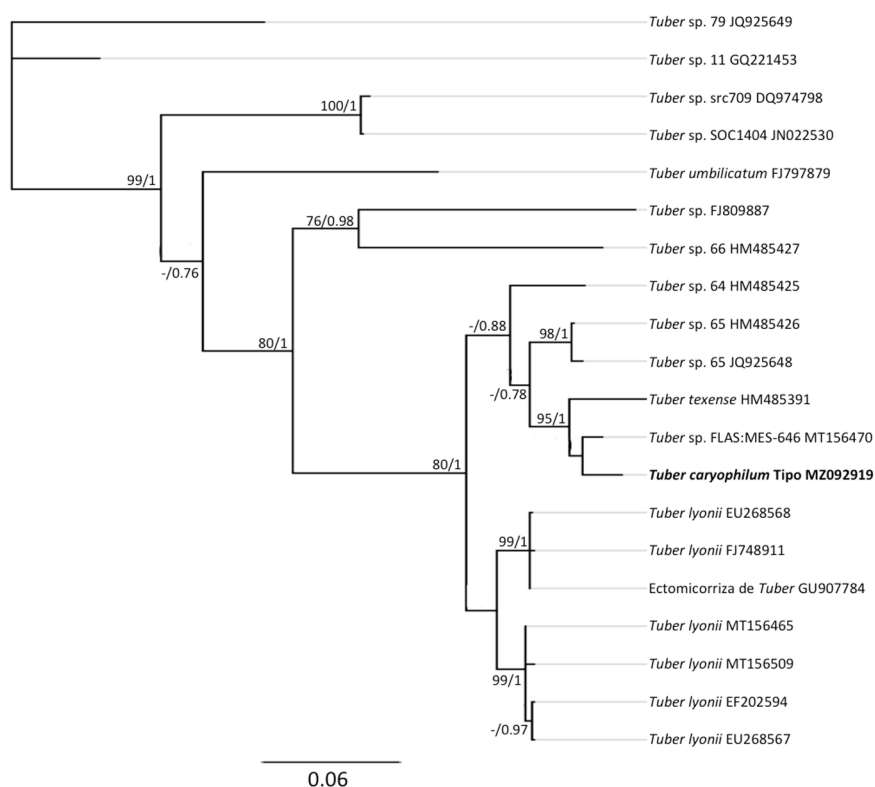 Tuber sp. 79 JQ925649
Tuber sp. 11 GQ221453
Tuber sp. src709 DQ974798
100/1
Tuber sp. SOC1404 JN022530
Tuber umbilicatum FJ797879
99/1
Tuber sp. FJ809887
76/0.98
Tuber sp. 66 HM485427
-/0.76
Tuber sp. 64 HM485425
Tuber sp. 65 HM485426
-/0.88
98/1
80/1
Tuber sp. 65 JQ925648
-/0.78
Tuber texense HM485391
95/1
Tuber sp. FLAS:MES-646 MT156470
80/1
Tuber caryophilum Tipo MZ092919
Tuber lyonii EU268568
99/1
Tuber lyonii FJ748911
Ectomicorriza de Tuber GU907784
Tuber lyonii MT156465
Tuber lyonii MT156509
99/1
Tuber lyonii EF202594
-/0.97
Tuber lyonii EU268567
0.06